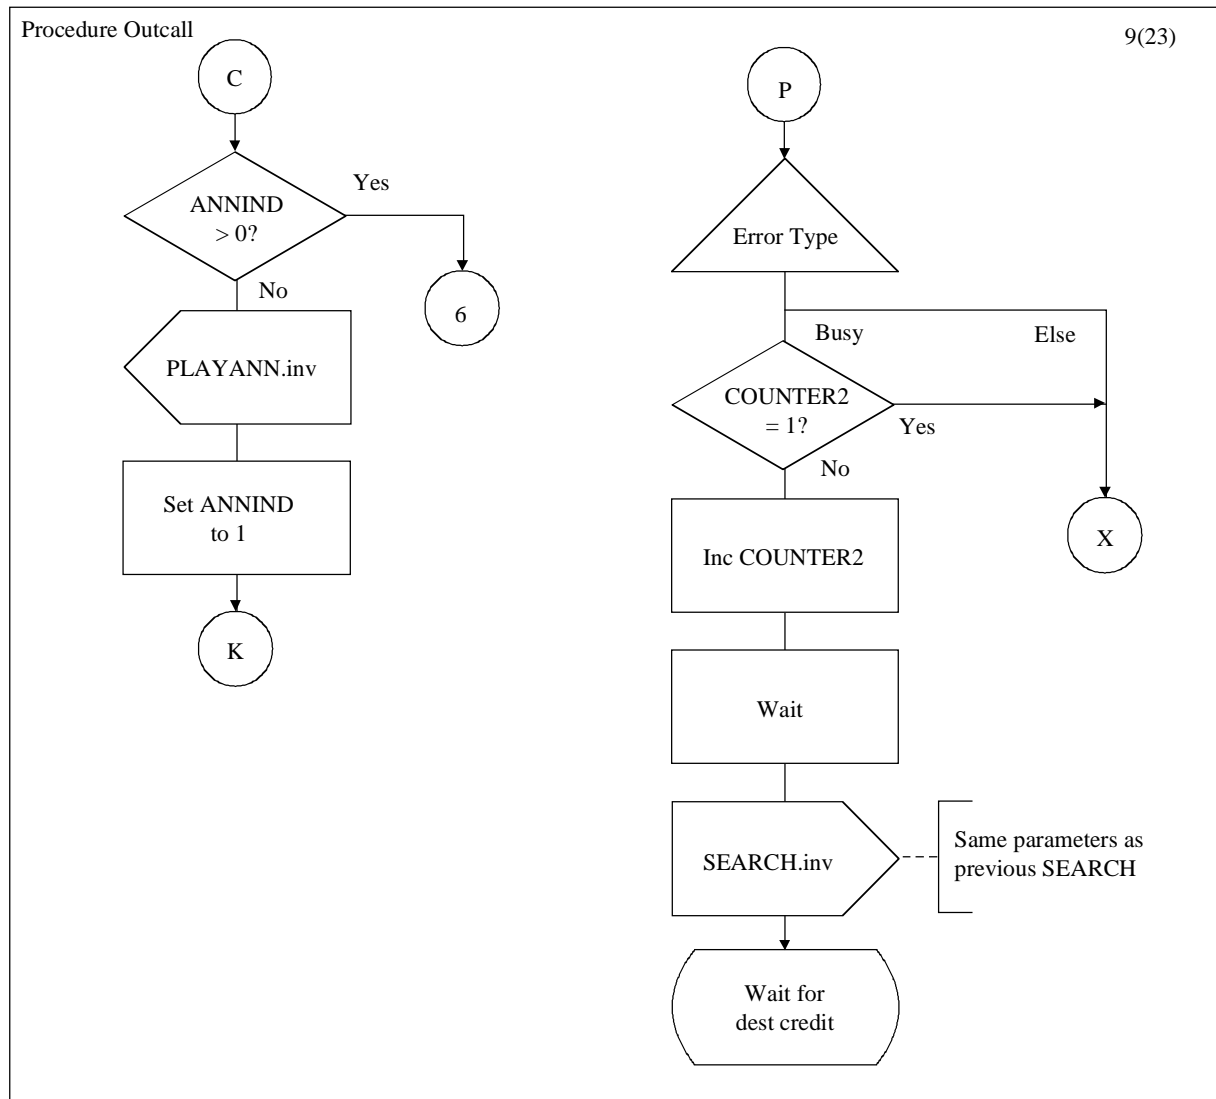 Procedure Outcall
9(23)
C
ANNIND
> 0?
Yes
No
6
PLAYANN.inv
Set ANNIND
to 1
K
P
Error Type
Busy
Else
COUNTER2
= 1?
Yes
No
X
Inc COUNTER2
Wait
SEARCH.inv
Same parameters as
previous SEARCH
Wait for
dest credit